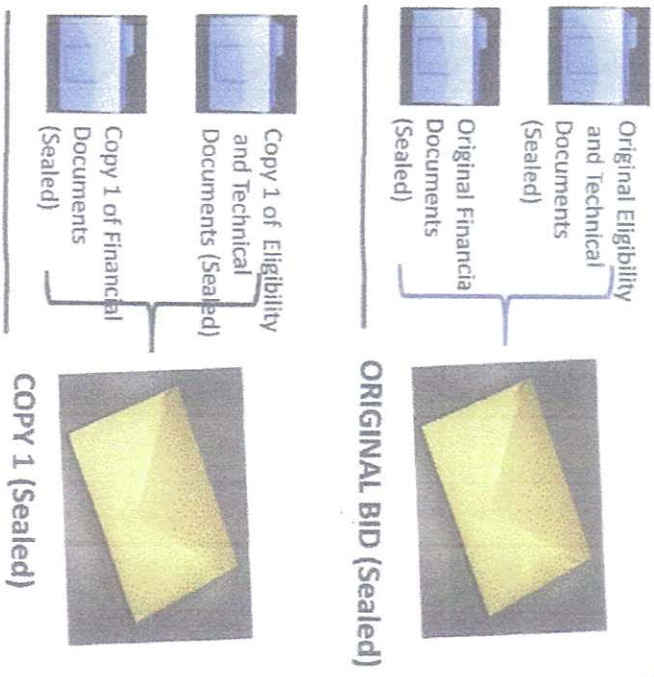 Original Eligibility
and Technical
Documents
(Sealed)
Original Financia
Documents
(Sealed)
ORIGINAL BID (Sealed)
Copy 1 of Eligibility
and Technical
Documents (Sealed)
Copy 1 of Financial
Documents
(Sealed)
COPY 1 (Sealed)